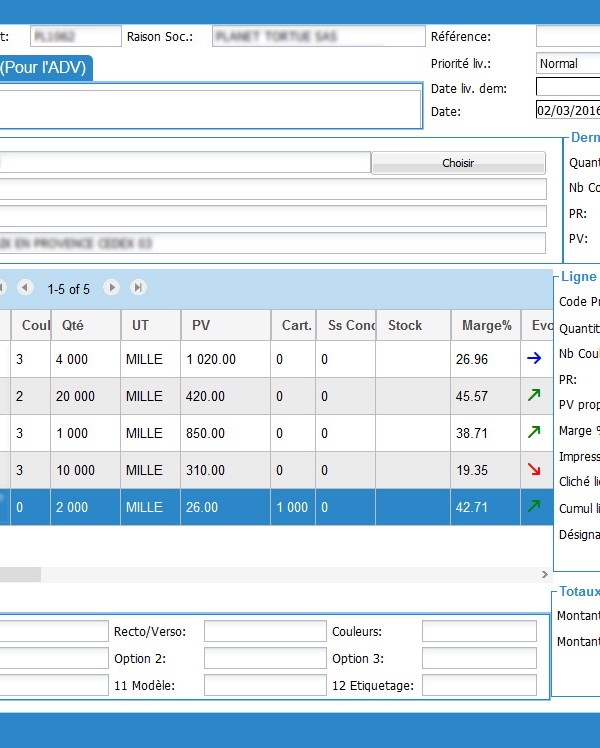 t: Raison Soc.: Référence:
(Pour l'ADV) Priorité liv.: Normal
Date liv. dem:
Date: 02/03/2016
Dern
Choisir Quant
Nb Co
PR:
PV:
1-5 of 5 Ligne
Code Pr
Coul Qté UT PV Cart. Ss Cond Stock Marge% Evo
Quantit
3 4 000 MILLE 1 020.00 0 0 26.96
Nb Coul
PR:
2 20 000 MILLE 420.00 0 0 45.57
PV prop
3 1 000 MILLE 850.00 0 0 38.71
Marge %
Impress
3 10 000 MILLE 310.00 0 0 19.35
Cliché li
0 2 000 MILLE 26.00 1 000 0 42.71
Cumul li
Désigna
Totaux
Montant
Recto/Verso: Couleurs:
Montant
Option 2: Option 3:
11 Modèle: 12 Etiquetage: